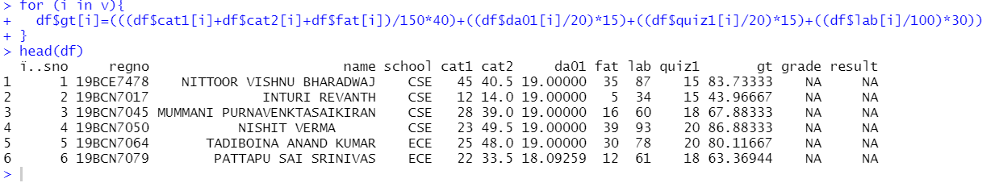 > for (i in v){
+   df$gt[i]=(((df$cat1[i]+df$cat2[i]+df$fat[i])/150*40)+((df$da01[i]/20)*15)+((df$quiz1[i]/20)*15)+((df$lab[i]/100)*30))
+ }
> head(df)
  ï..sno     regno                      name school cat1 cat2     da01 fat lab quiz1       gt grade result
1      1 19BCE7478   NITTOOR VISHNU BHARADWAJ    CSE   45 40.5 19.00000  35  87    15 83.73333    NA     NA
2      2 19BCN7017             INTURI REVANTH    CSE   12 14.0 19.00000   5  34    15 43.96667    NA     NA
3      3 19BCN7045 MUMMANI PURNAVENKTASAIKIRAN    CSE   28 39.0 19.00000  16  60    18 67.88333    NA     NA
4      4 19BCN7050          NISHIT VERMA         CSE   23 49.5 19.00000  39  93    20 86.88333    NA     NA
5      5 19BCN7064      TADIBOINA ANAND KUMAR    ECE   25 48.0 19.00000  30  78    20 80.11667    NA     NA
6      6 19BCN7079       PATTAPU SAI SRINIVAS    ECE   22 33.5 18.09259  12  61    18 63.36944    NA     NA
>